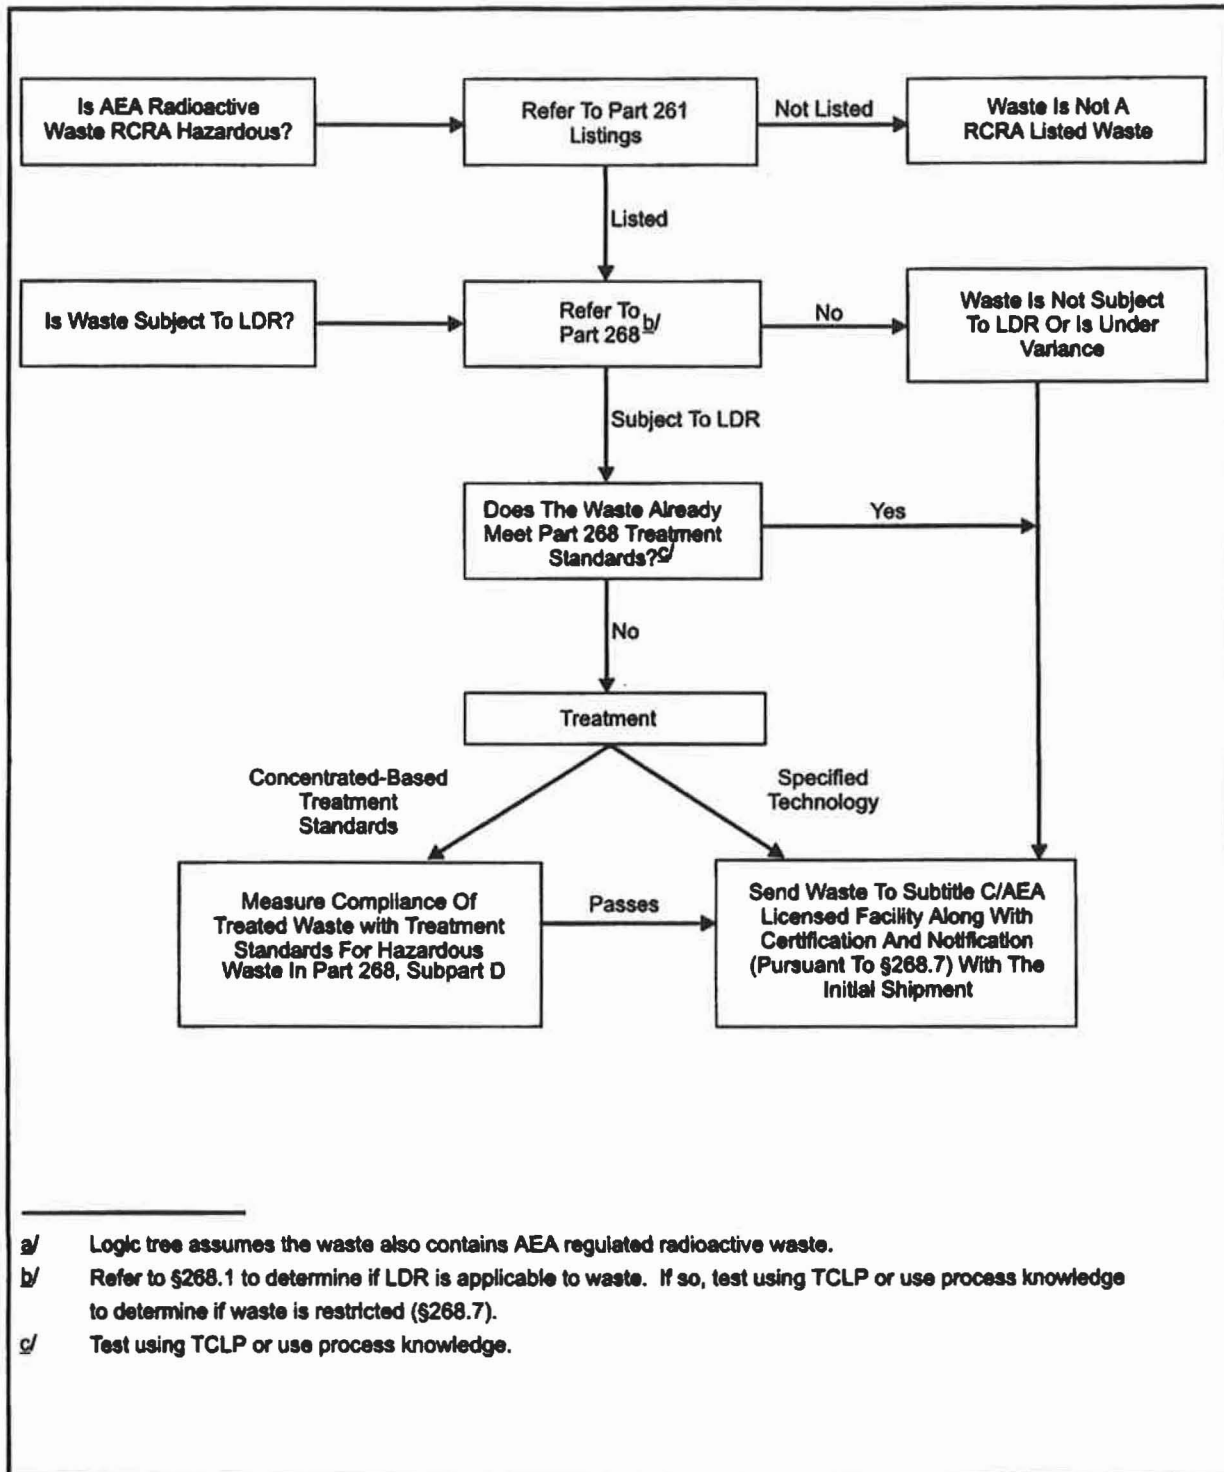 Is AEA Radioactive
Waste RCRA Hazardous?
Refer To Part 261
Listings
Not Listed
Waste Is Not A
RCRA Listed Waste
Listed
Is Waste Subject To LDR?
Refer To
Part 268 b/
No
Waste Is Not Subject
To LDR Or Is Under
Variance
Subject To LDR
Does The Waste Already
Meet Part 268 Treatment
Standards?c/
Yes
No
Treatment
Concentrated-Based
Treatment
Standards
Specified
Technology
Measure Compliance Of
Treated Waste with Treatment
Standards For Hazardous
Waste In Part 268, Subpart D
Passes
Send Waste To Subtitle C/AEA
Licensed Facility Along With
Certification And Notification
(Pursuant To §268.7) With The
Initial Shipment
a/ Logic tree assumes the waste also contains AEA regulated radioactive waste.
b/ Refer to §268.1 to determine if LDR is applicable to waste. If so, test using TCLP or use process knowledge
to determine if waste is restricted (§268.7).
c/ Test using TCLP or use process knowledge.